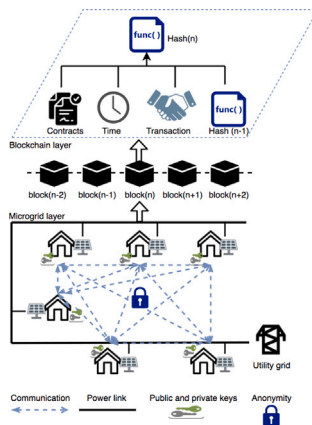 func( )
Hash(n)
func( )
Contracts
Time
Transaction
Hash (n-1)
Blockchain layer
block(n-2)
block(n-1)
block(n)
block(n+1)
block(n+2)
Microgrid layer
Utility grid
Communication
Power link
Public and private keys
Anonymity